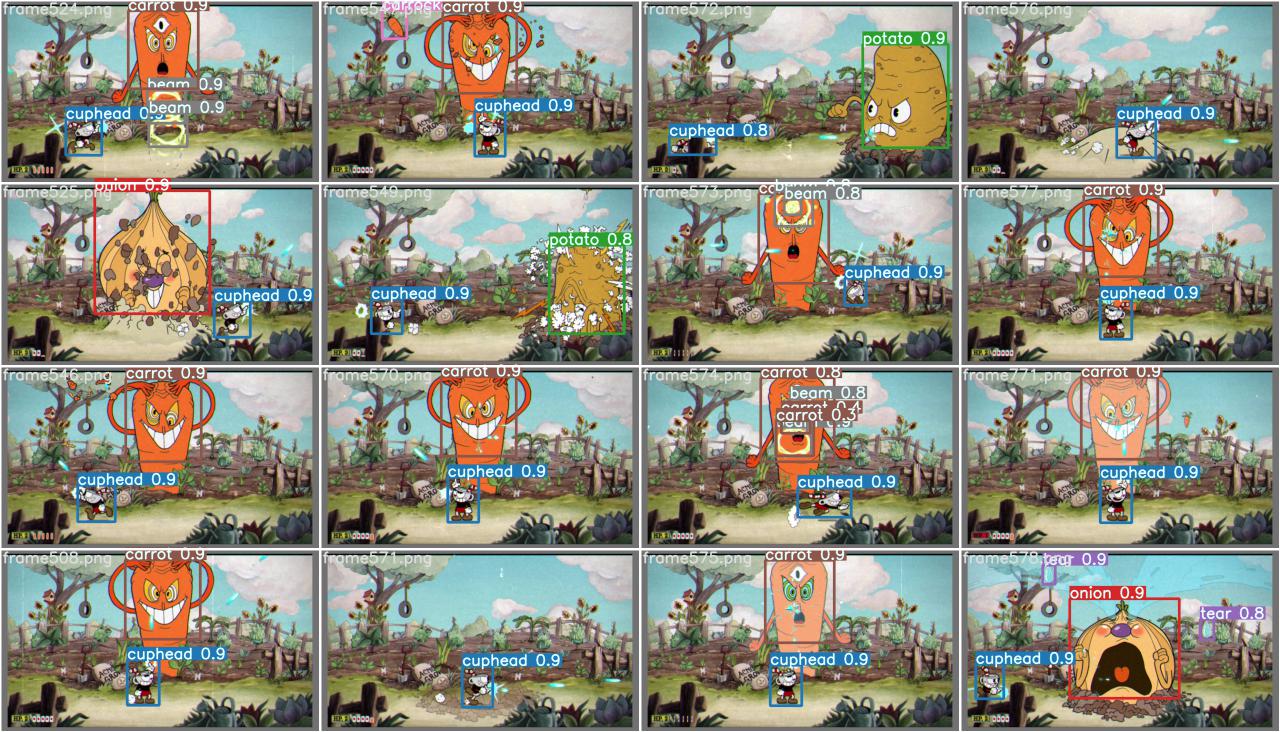 frame524.png
carrot 0.9
beam 0.9
beam 0.9
cuphead 0.9
carrot 0.9
cuphead 0.9
frame572.png
potato 0.9
cuphead 0.8
frame576.png
cuphead 0.9
frame525.png
onion 0.9
cuphead 0.9
frame549.png
potato 0.8
cuphead 0.9
frame573.png
beam 0.8
cuphead 0.9
frame577.png
carrot 0.9
cuphead 0.9
frame546.png
carrot 0.9
cuphead 0.9
frame570.png
carrot 0.9
cuphead 0.9
frame574.png
carrot 0.8
beam 0.8
carrot 0.3
cuphead 0.9
frame771.png
carrot 0.9
cuphead 0.9
frame508.png
carrot 0.9
cuphead 0.9
frame571.png
cuphead 0.9
frame575.png
carrot 0.9
cuphead 0.9
frame578.png
tear 0.9
onion 0.9
tear 0.8
cuphead 0.9